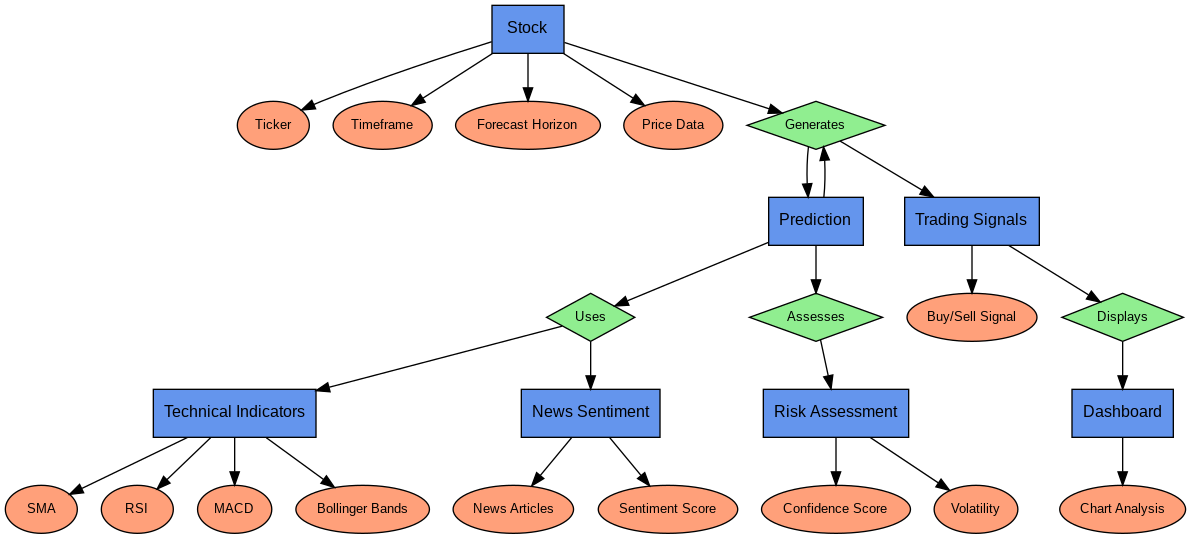 Stock
Ticker
Timeframe
Forecast Horizon
Price Data
Generates
Prediction
Trading Signals
Uses
Assesses
Buy/Sell Signal
Displays
Technical Indicators
News Sentiment
Risk Assessment
Dashboard
SMA
RSI
MACD
Bollinger Bands
News Articles
Sentiment Score
Confidence Score
Volatility
Chart Analysis